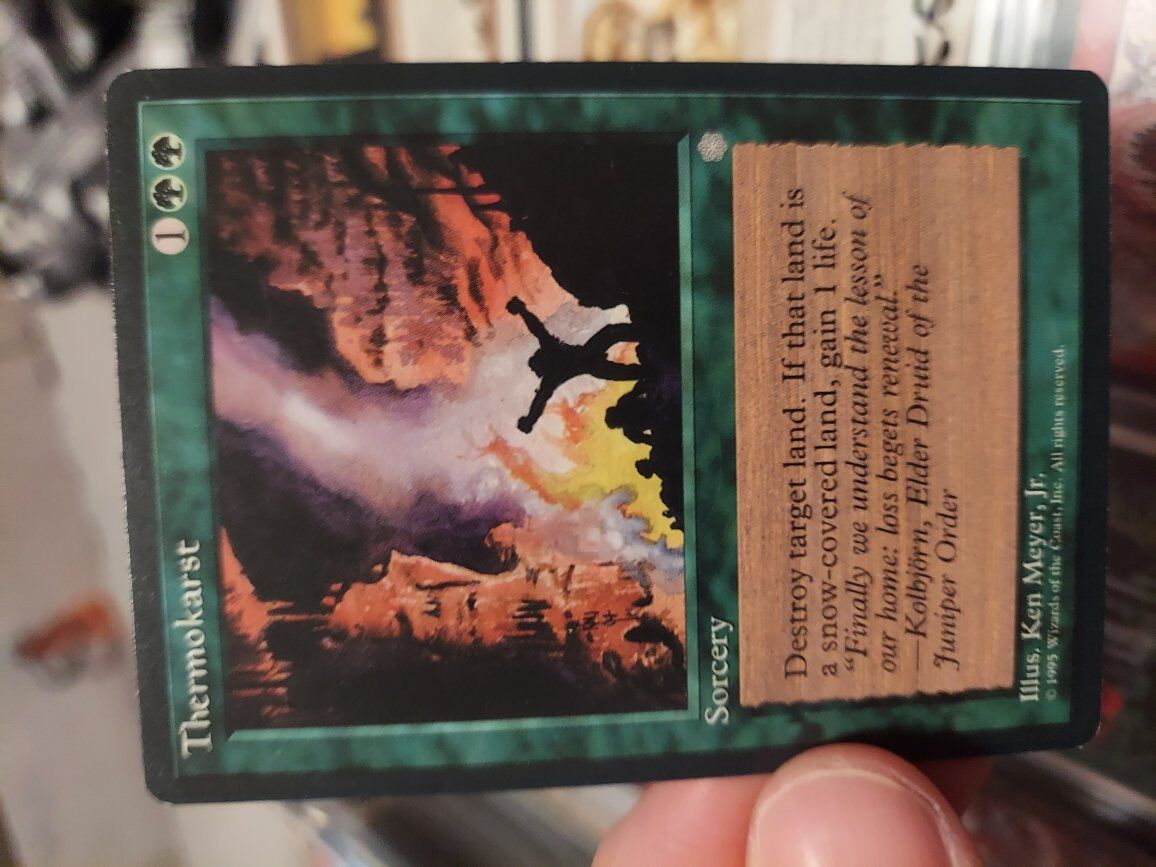 Thermokarst
1
Sorcery
Destroy target land. If that land is
a snow-covered land, gain 1 life.
“Finally we understand the lesson of
our home: loss begets renewal.”
—Kolbjörn, Elder Druid of the
Juniper Order
Illus. Ken Meyer, Jr.
© 1995 Wizards of the Coast, Inc. All rights reserved.